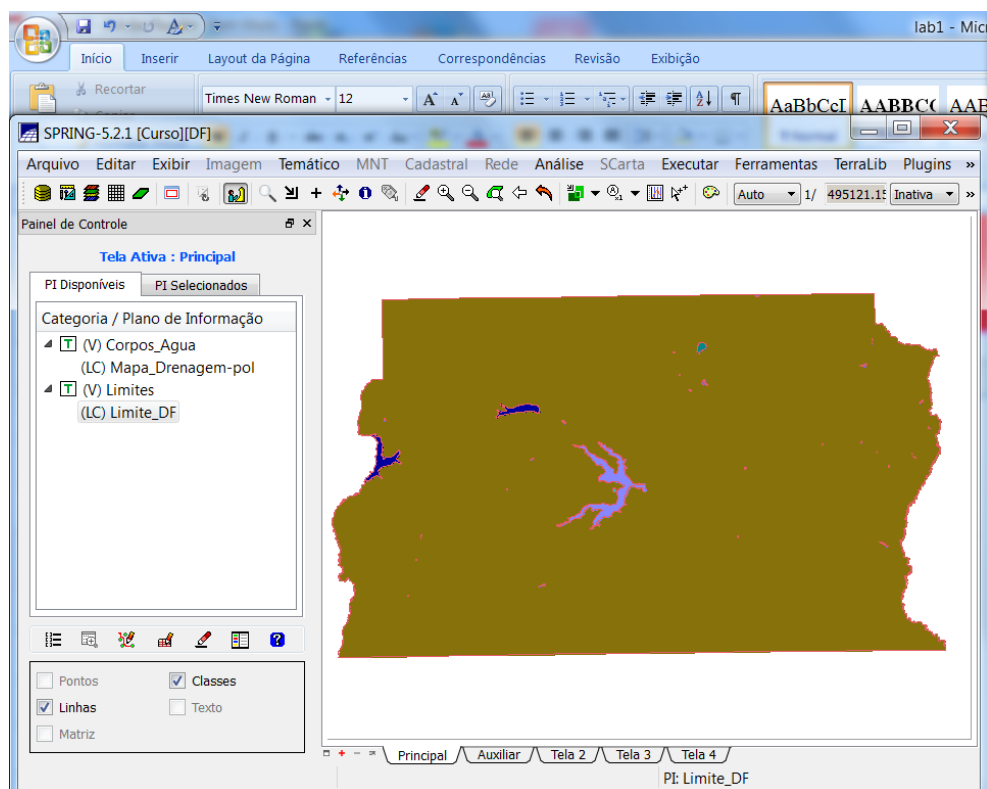 lab1 - Mic
Início Inserir Layout da Página Referências Correspondências Revisão Exibição
Recortar
Times New Roman 12
AaBbCcI AABBC( AAB
SPRING-5.2.1 [Curso][DF]
Arquivo Editar Exibir Imagem Temático MNT Cadastral Rede Análise SCarta Executar Ferramentas TerraLib Plugins »
Auto 1/ 495121.15 Inativa »
Painel de Controle
Tela Ativa : Principal
PI Disponíveis PI Selecionados
Categoria / Plano de Informação
T (V) Corpos_Agua
(LC) Mapa_Drenagem-pol
T (V) Limites
(LC) Limite_DF
Pontos Classes
Linhas Texto
Matriz
Principal Auxiliar Tela 2 Tela 3 Tela 4
PI: Limite_DF